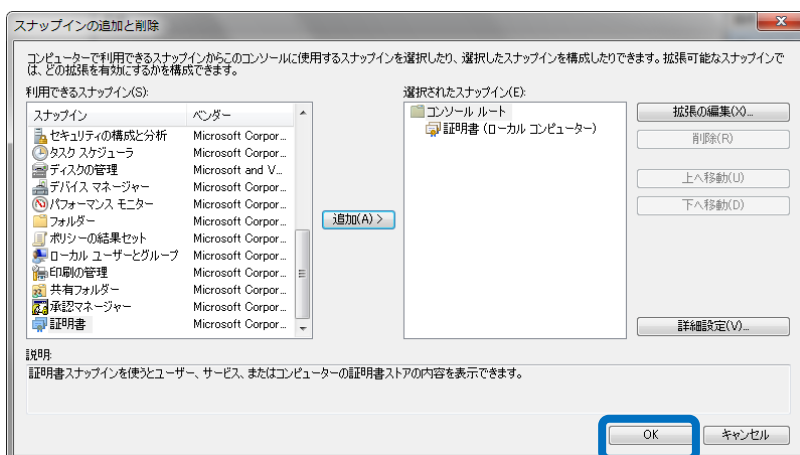 スナップインの追加と削除
コンピューターで利用できるスナップインからこのコンソールに使用するスナップインを選択したり、選択したスナップインを構成したりできます。拡張可能なスナップインで
は、どの拡張を有効にするかを構成できます。
利用できるスナップイン(S):
スナップイン ベンダー
セキュリティの構成と分析 Microsoft Corpor...
タスク スケジューラ Microsoft Corpor...
ディスクの管理 Microsoft and V...
デバイス マネージャー Microsoft Corpor...
パフォーマンス モニター Microsoft Corpor...
フォルダー Microsoft Corpor...
ポリシーの結果セット Microsoft Corpor...
ローカル ユーザーとグループ Microsoft Corpor...
印刷の管理 Microsoft Corpor...
共有フォルダー Microsoft Corpor...
承認マネージャー Microsoft Corpor...
証明書 Microsoft Corpor...
追加(A) >
選択されたスナップイン(E):
コンソール ルート
証明書 (ローカル コンピューター)
拡張の編集(X)...
削除(R)
上へ移動(U)
下へ移動(D)
詳細設定(V)...
説明:
証明書スナップインを使うとユーザー、サービス、またはコンピューターの証明書ストアの内容を表示できます。
OK キャンセル